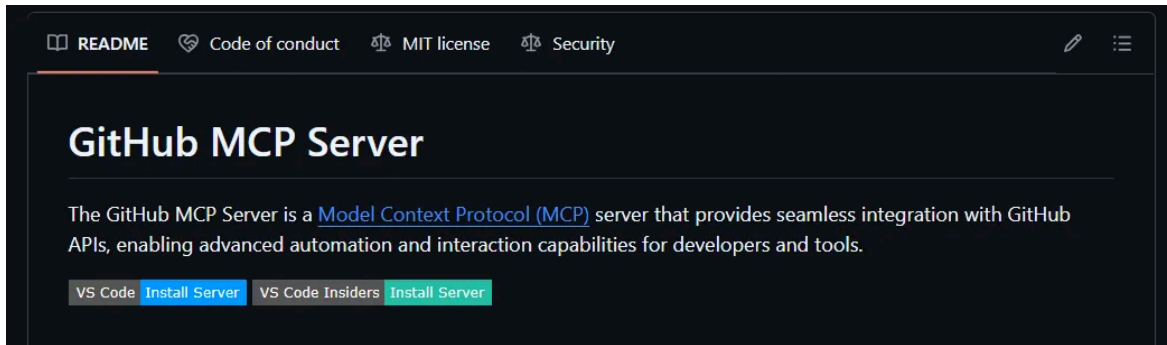 README Code of conduct MIT license Security
GitHub MCP Server
The GitHub MCP Server is a Model Context Protocol (MCP) server that provides seamless integration with GitHub
APIs, enabling advanced automation and interaction capabilities for developers and tools.
VS Code Install Server VS Code Insiders Install Server